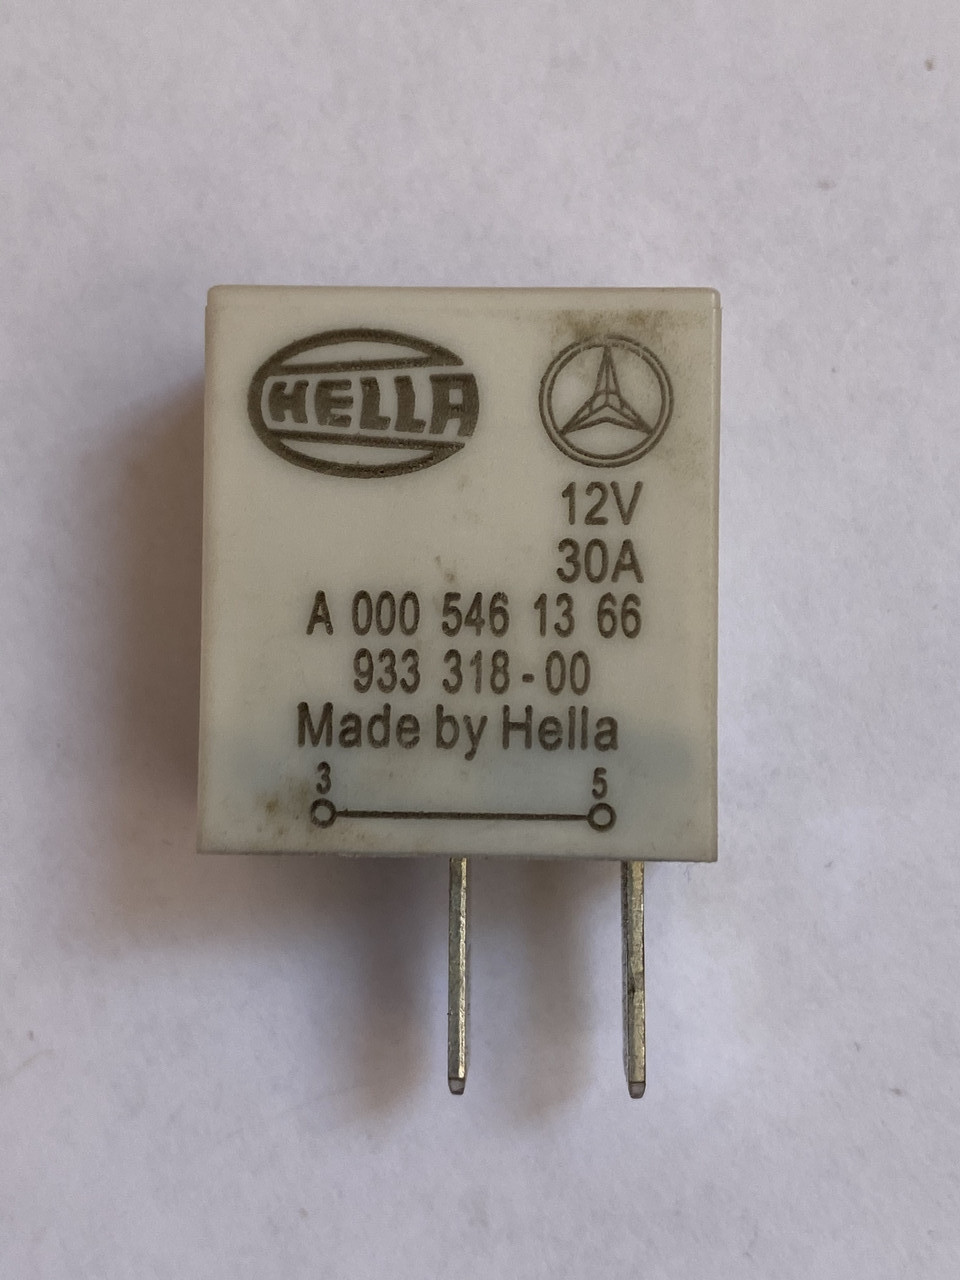 HELLA
12V
30A
A 000 546 13 66
933 318-00
Made by Hella
3 5